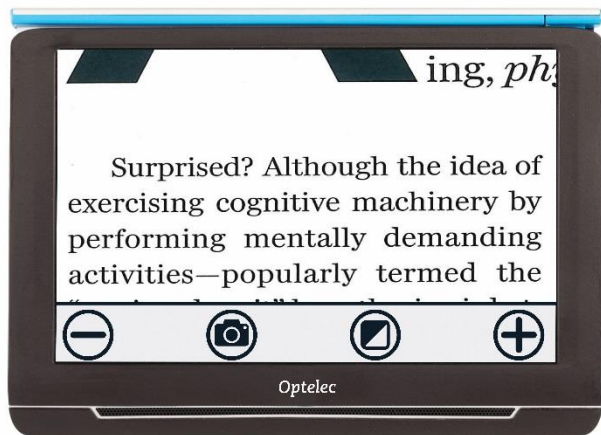 ing, ph
Surprised? Although the idea of
exercising cognitive machinery by
performing mentally demanding
activities—popularly termed the
Optelec